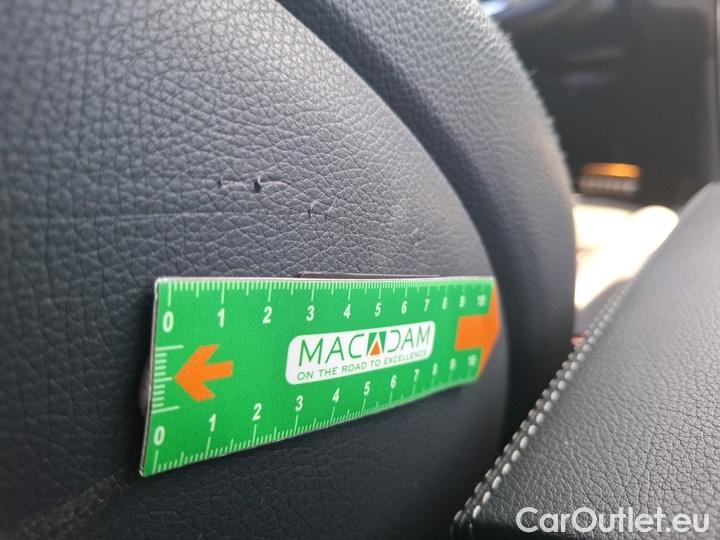 0 1 2 3 4 5 6 7 8 9 10
MACADAM
ON THE ROAD TO EXCELLENCE
0 1 2 3 4 5 6 7 8 9 10
CarOutlet.eu